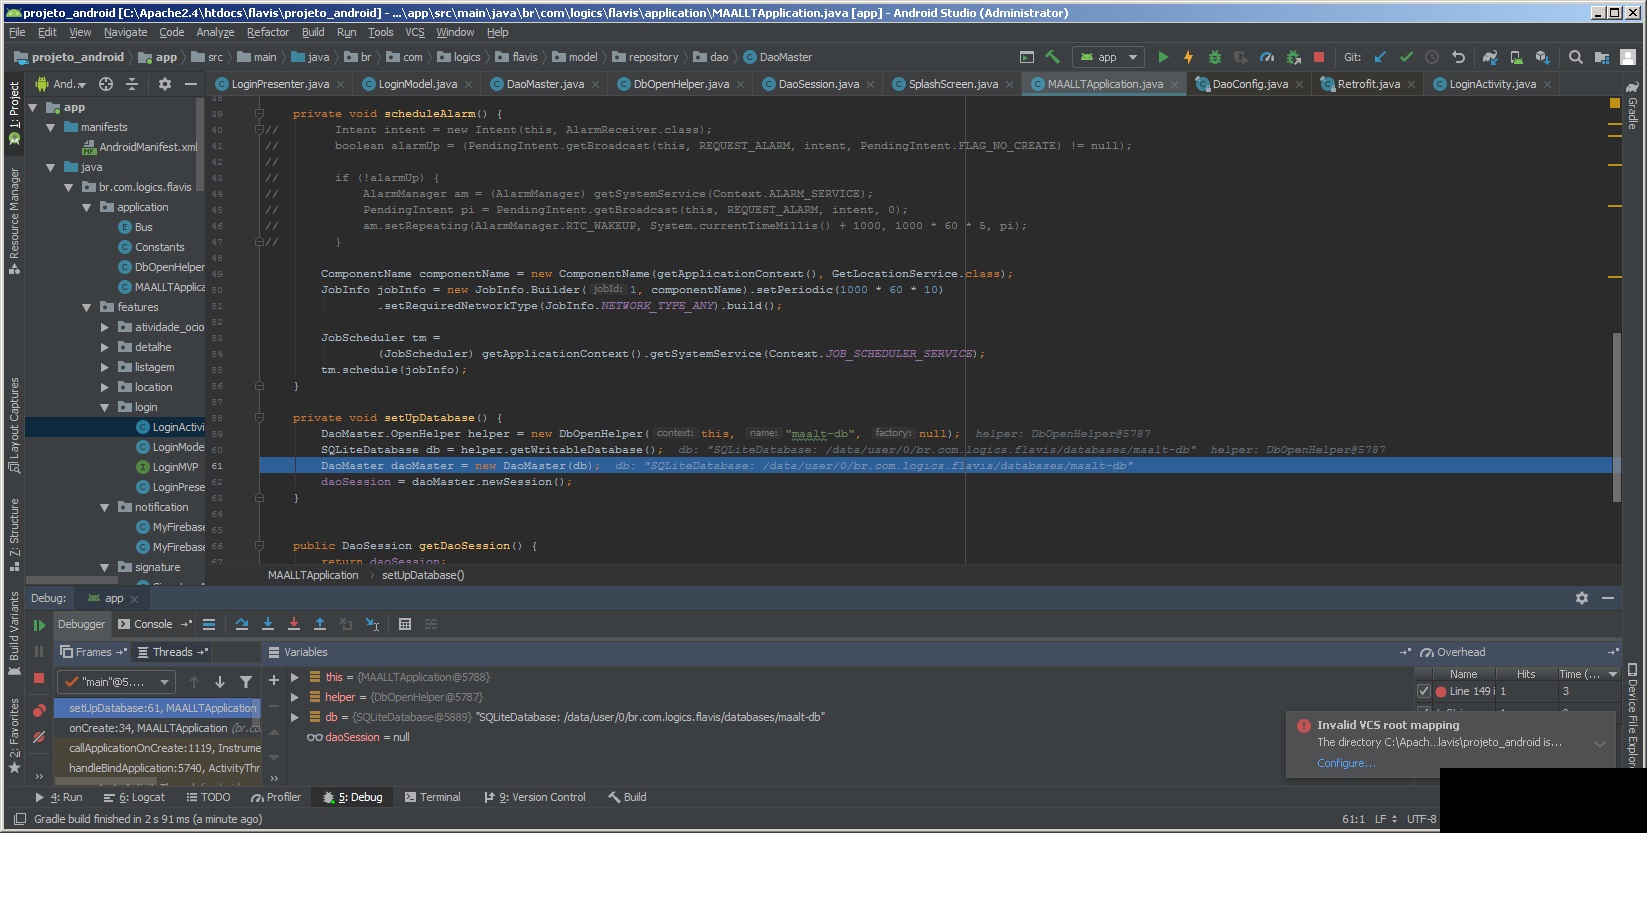 projeto_android [C:\Apache2.4\htdocs\flavis\projeto_android] - ...\app\src\main\java\br\com\logics\flavis\application\MAALLTApplication.java [app] - Android Studio (Administrator)
File Edit View Navigate Code Analyze Refactor Build Run Tools VCS Window Help
projeto_android app src main java br com logics flavis model repository dao DaoMaster app Git:
And... LoginPresenter.java LoginModel.java DaoMaster.java DbOpenHelper.java DaoSession.java SplashScreen.java MAALLTApplication.java DaoConfig.java Retrofit.java LoginActivity.java
1: Project
Resource Manager
Layout Captures
Z: Structure
Build Variants
2: Favorites
Gradle
Device File Explorer
app
manifests
AndroidManifest.xml
java
br.com.logics.flavis
application
Bus
Constants
DbOpenHelper
MAALLTApplica
features
atividade_ocio
detalhe
listagem
location
login
LoginActivi
LoginMode
LoginMVP
LoginPrese
notification
MyFirebase
MyFirebase
signature
38
39 private void scheduleAlarm() {
40 // Intent intent = new Intent(this, AlarmReceiver.class);
41 // boolean alarmUp = (PendingIntent.getBroadcast(this, REQUEST_ALARM, intent, PendingIntent.FLAG_NO_CREATE) != null);
42 //
43 // if (!alarmUp) {
44 // AlarmManager am = (AlarmManager) getSystemService(Context.ALARM_SERVICE);
45 // PendingIntent pi = PendingIntent.getBroadcast(this, REQUEST_ALARM, intent, 0);
46 // am.setRepeating(AlarmManager.RTC_WAKEUP, System.currentTimeMillis() + 1000, 1000 * 60 * 5, pi);
47 // }
48
49 ComponentName componentName = new ComponentName(getApplicationContext(), GetLocationService.class);
50 JobInfo jobInfo = new JobInfo.Builder( jobId: 1, componentName).setPeriodic(1000 * 60 * 10)
51 .setRequiredNetworkType(JobInfo.NETWORK_TYPE_ANY).build();
52
53 JobScheduler tm =
54 (JobScheduler) getApplicationContext().getSystemService(Context.JOB_SCHEDULER_SERVICE);
55 tm.schedule(jobInfo);
56 }
57
58 private void setUpDatabase() {
59 DaoMaster.OpenHelper helper = new DbOpenHelper( context: this, name: "maalt-db", factory: null); helper: DbOpenHelper@5787
60 SQLiteDatabase db = helper.getWritableDatabase(); db: "SQLiteDatabase: /data/user/0/br.com.logics.flavis/databases/maalt-db" helper: DbOpenHelper@5787
61 DaoMaster daoMaster = new DaoMaster(db); db: "SQLiteDatabase: /data/user/0/br.com.logics.flavis/databases/maalt-db"
62 daoSession = daoMaster.newSession();
63 }
64
65
66 public DaoSession getDaoSession() {
67 return daoSession;
MAALLTApplication › setUpDatabase()
Debug: app
Debugger Console
Frames Threads Variables Overhead
"main"@5....
setUpDatabase:61, MAALLTApplication
onCreate:34, MAALLTApplication (br.co
callApplicationOnCreate:1119, Instrume
handleBindApplication:5740, ActivityThr
this = {MAALLTApplication@5788}
helper = {DbOpenHelper@5787}
db = {SQLiteDatabase@5889} "SQLiteDatabase: /data/user/0/br.com.logics.flavis/databases/maalt-db"
daoSession = null
Name Hits Time (...
Line 149 i 1 3
Invalid VCS root mapping
The directory C:\Apach...lavis\projeto_android is...
Configure...
4: Run 6: Logcat TODO Profiler 5: Debug Terminal 9: Version Control Build
Gradle build finished in 2 s 91 ms (a minute ago)
61:1 LF UTF-8